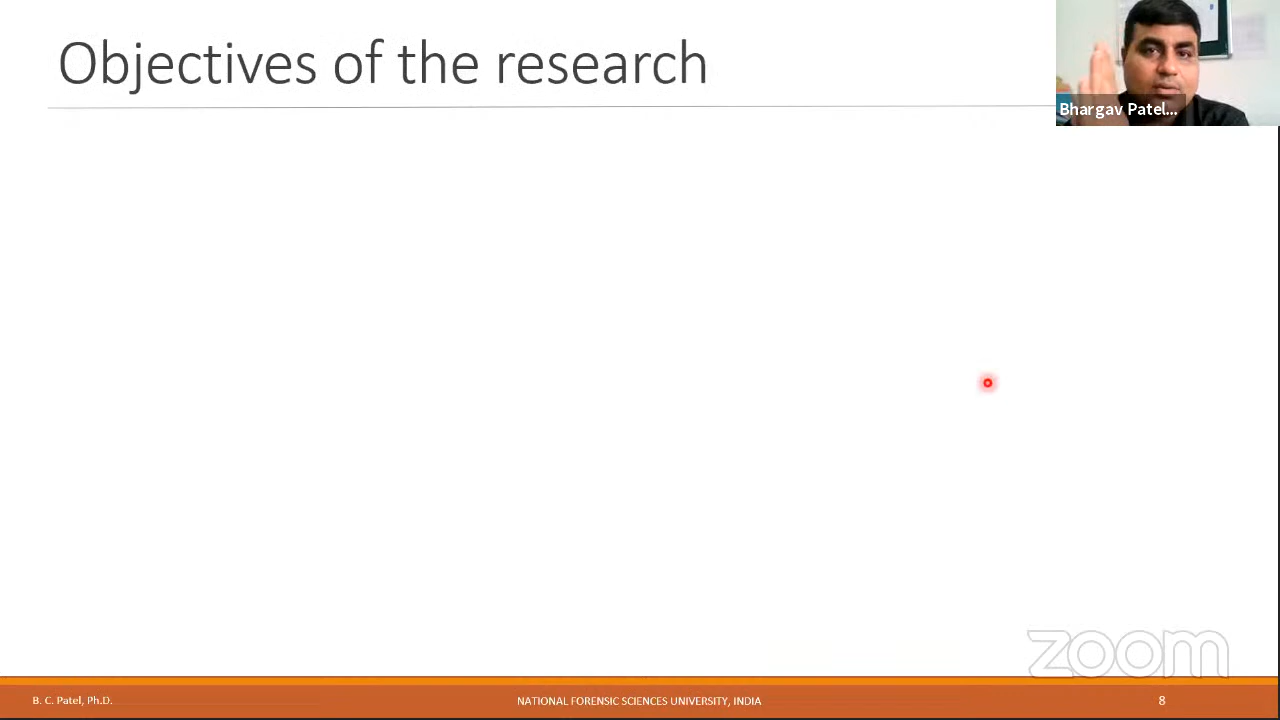 Objectives of the research
Bhargav Patel...
zoom
B. C. Patel, Ph.D.
NATIONAL FORENSIC SCIENCES UNIVERSITY, INDIA
8